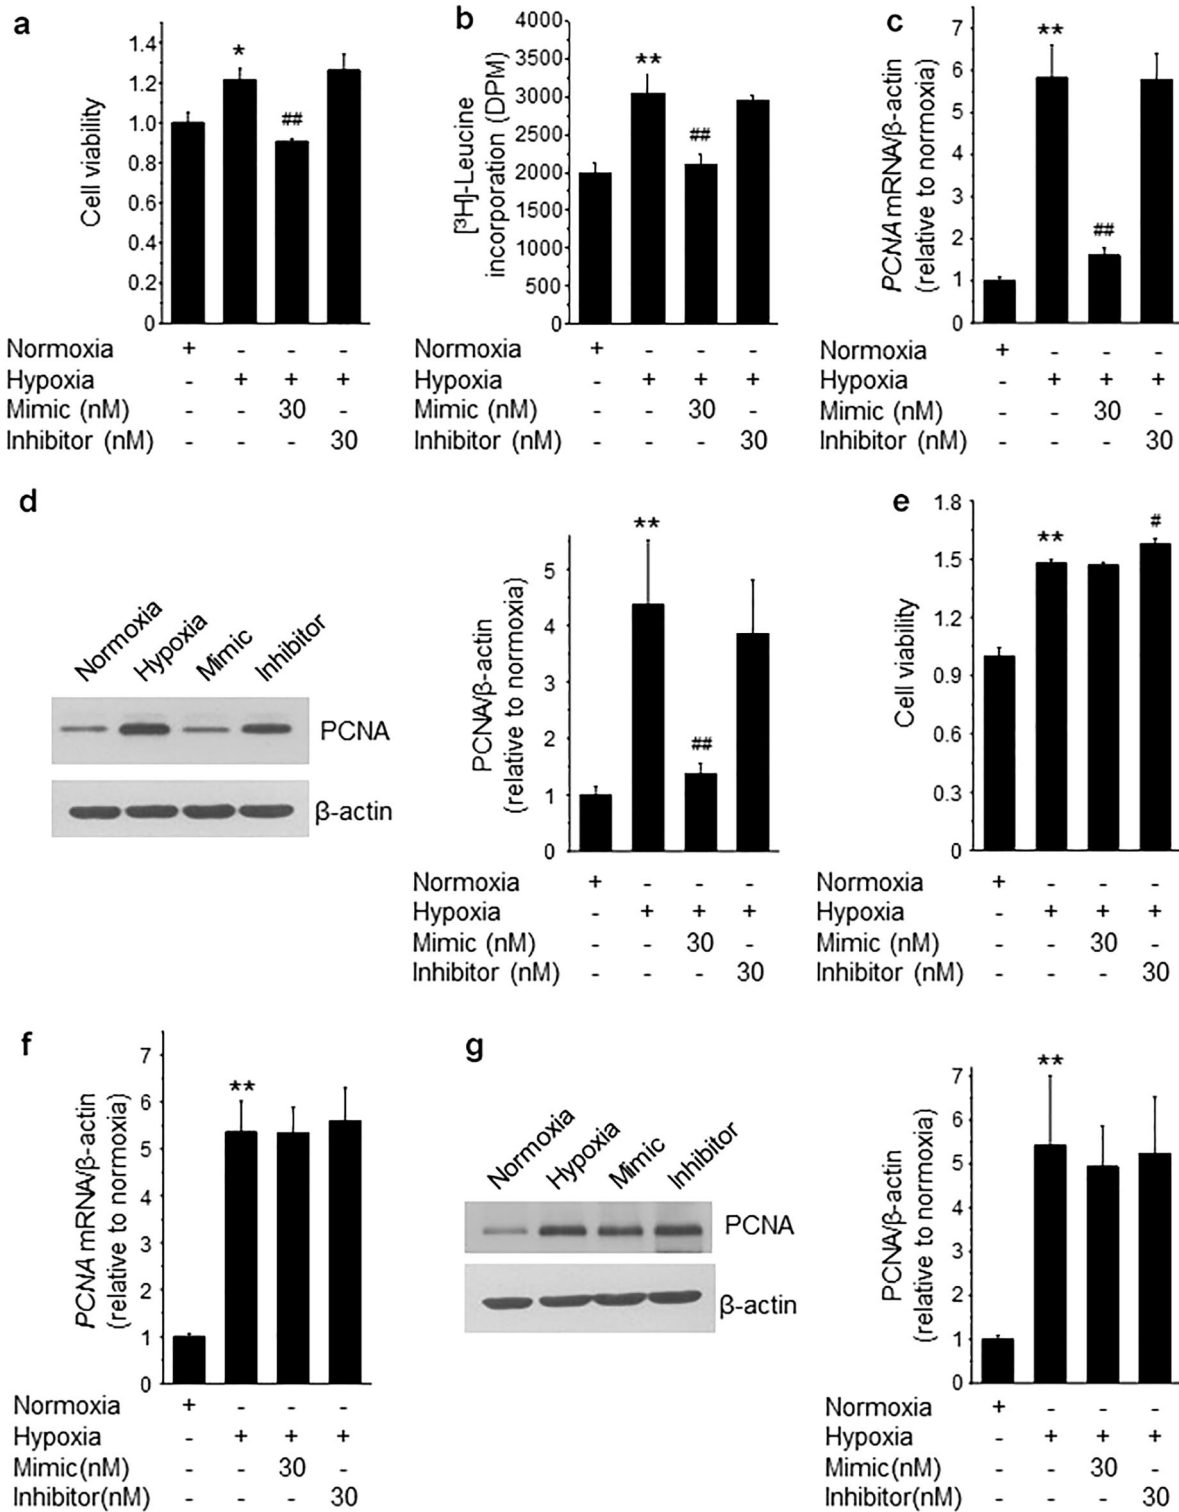 a
Cell viability
1.4
1.2
1.0
0.8
0.6
0.4
0.2
0
*
##
Normoxia + - - -
Hypoxia - + + +
Mimic (nM) - - 30 -
Inhibitor (nM) - - - 30
b
[³H]-Leucine
incorporation (DPM)
4000
3500
3000
2500
2000
1500
1000
500
0
**
##
Normoxia + - - -
Hypoxia - + + +
Mimic (nM) - - 30 -
Inhibitor (nM) - - - 30
c
PCNA mRNA/β-actin
(relative to normoxia)
7
6
5
4
3
2
1
0
**
##
Normoxia + - - -
Hypoxia - + + +
Mimic (nM) - - 30 -
Inhibitor (nM) - - - 30
d
Normoxia
Hypoxia
Mimic
Inhibitor
PCNA
β-actin
PCNA/β-actin
(relative to normoxia)
5
4
3
2
1
0
**
##
Normoxia + - - -
Hypoxia - + + +
Mimic (nM) - - 30 -
Inhibitor (nM) - - - 30
e
Cell viability
1.8
1.5
1.2
0.9
0.6
0.3
0
**
#
Normoxia + - - -
Hypoxia - + + +
Mimic (nM) - - 30 -
Inhibitor (nM) - - - 30
f
PCNA mRNA/β-actin
(relative to normoxia)
7
6
5
4
3
2
1
0
**
Normoxia + - - -
Hypoxia - + + +
Mimic(nM) - - 30 -
Inhibitor(nM) - - - 30
g
Normoxia
Hypoxia
Mimic
Inhibitor
PCNA
β-actin
PCNA/β-actin
(relative to normoxia)
7
6
5
4
3
2
1
0
**
Normoxia + - - -
Hypoxia - + + +
Mimic(nM) - - 30 -
Inhibitor(nM) - - - 30